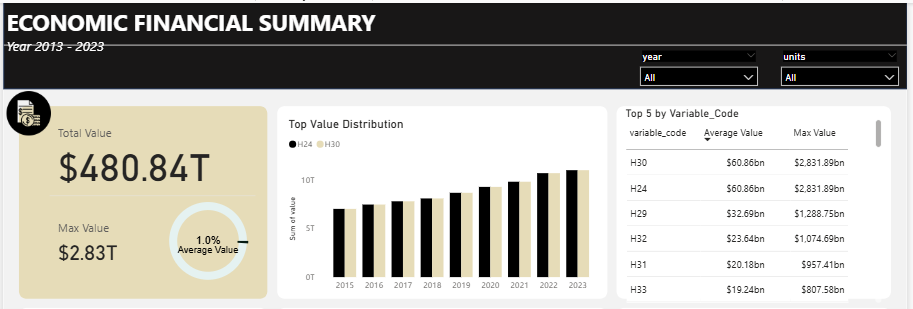 ECONOMIC FINANCIAL SUMMARY
Year 2013 - 2023
year units
All All
Total Value
$480.84T
Max Value
$2.83T
1.0%
Average Value
Top Value Distribution
H24 H30
Sum of value
10T
5T
0T
2015 2016 2017 2018 2019 2020 2021 2022 2023
Top 5 by Variable_Code
variable_code Average Value Max Value
H30 $60.86bn $2,831.89bn
H24 $60.86bn $2,831.89bn
H29 $32.69bn $1,288.75bn
H32 $23.64bn $1,074.69bn
H31 $20.18bn $957.41bn
H33 $19.24bn $807.58bn